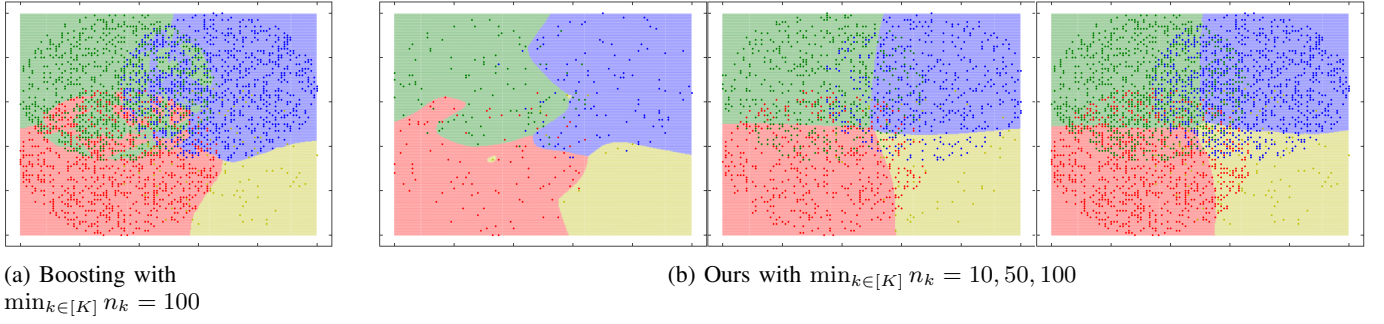 (a) Boosting with
min_{k∈[K]} n_k = 100
(b) Ours with min_{k∈[K]} n_k = 10, 50, 100